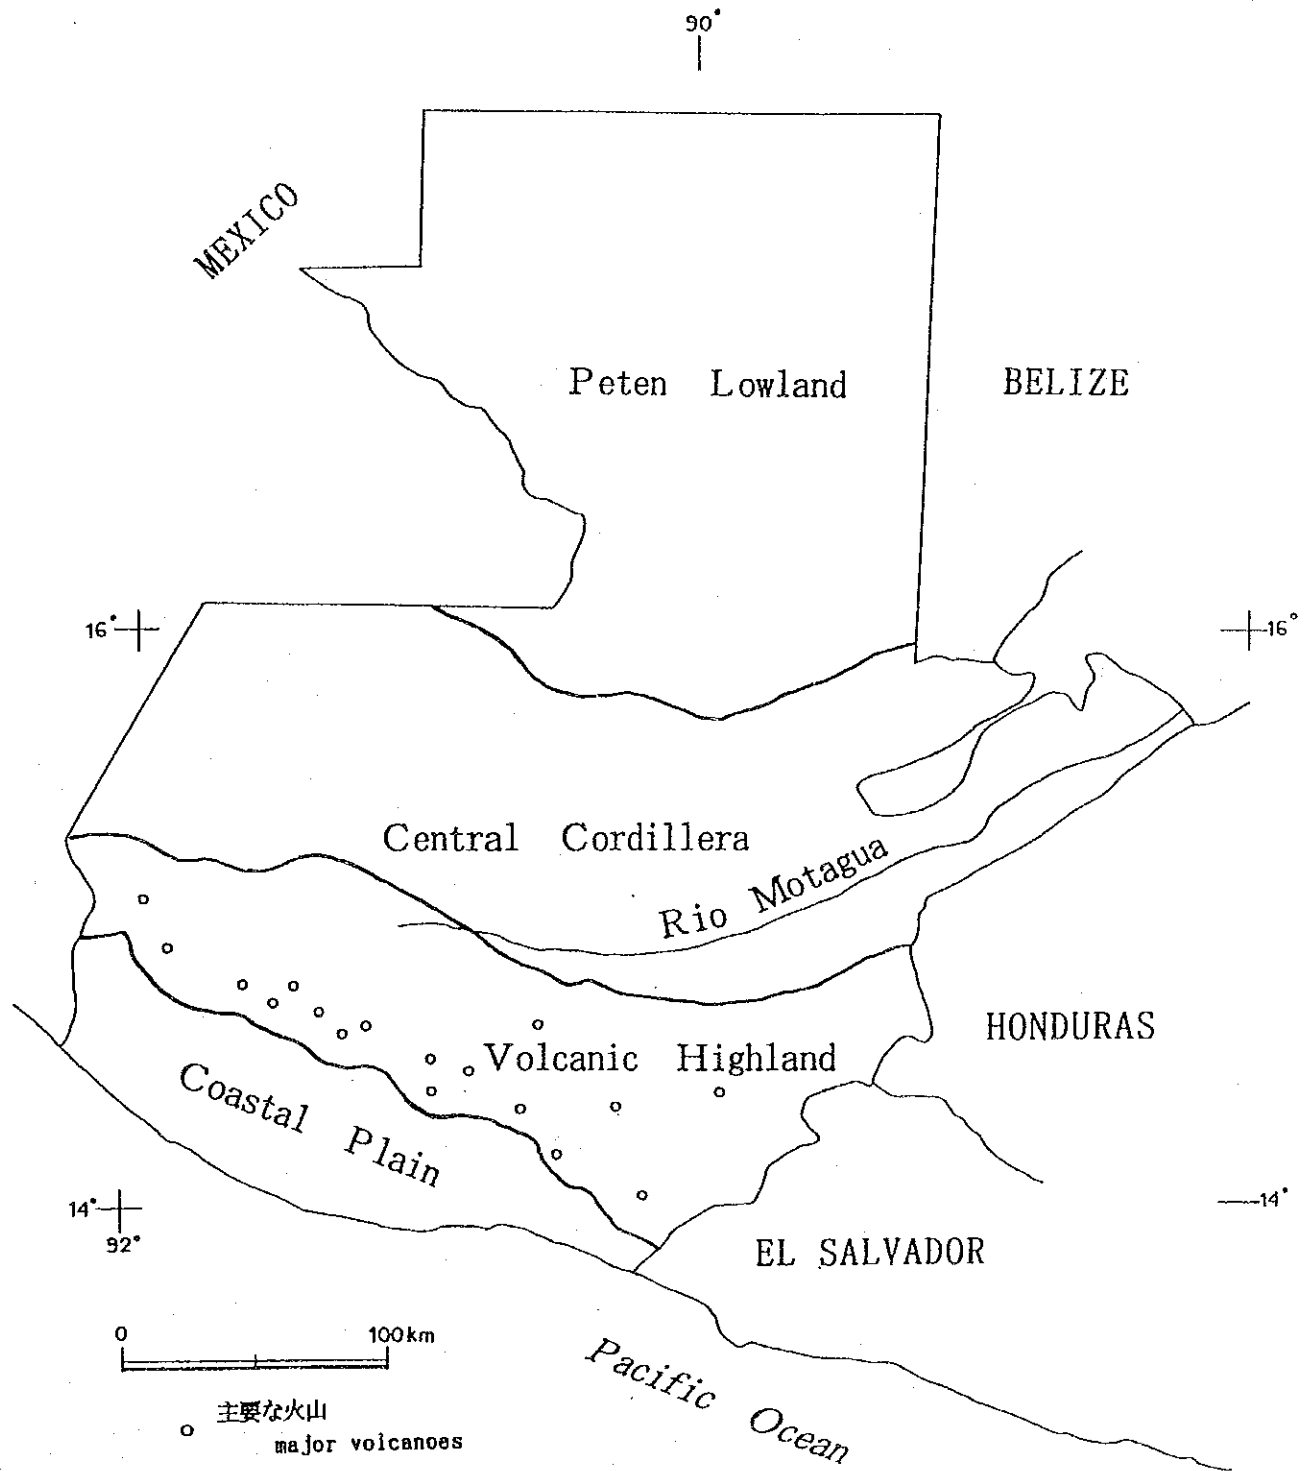 90°
MEXICO
Peten Lowland
BELIZE
16°
16°
Central Cordillera
Rio Motagua
HONDURAS
Volcanic Highland
Coastal Plain
14°
14°
92°
EL SALVADOR
0 100km
Pacific Ocean
主要な火山
major volcanoes